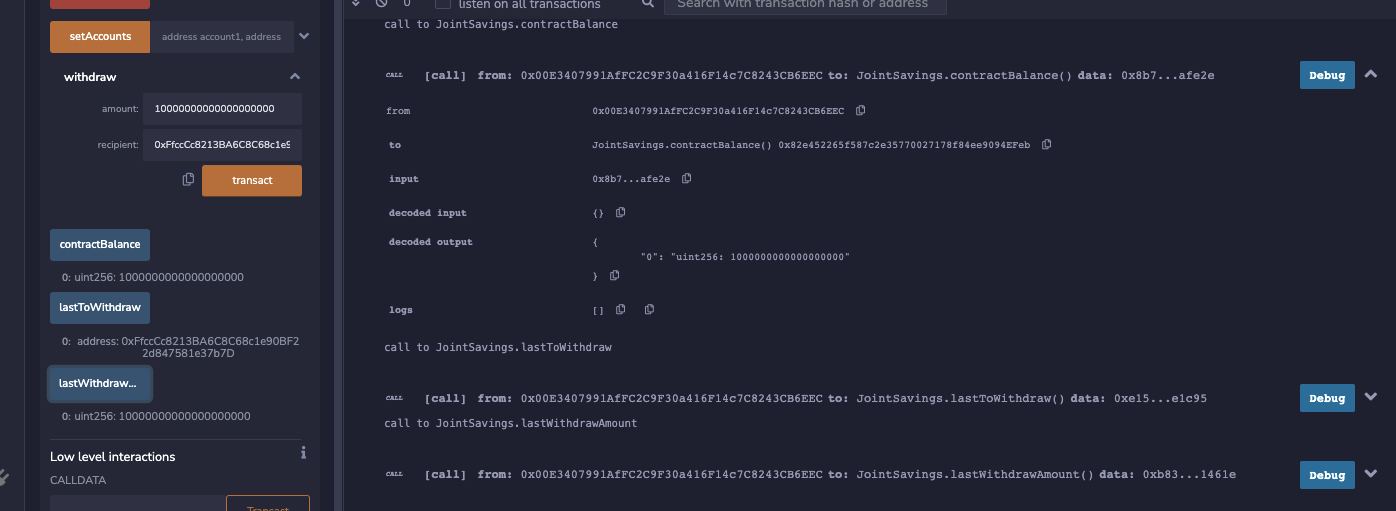 0
listen on all transactions
Search with transaction hash or address
setAccounts
address account1, address
withdraw
amount:
10000000000000000000
recipient:
0xFfccCc8213BA6C8C68c1e9
transact
contractBalance
0: uint256: 1000000000000000000
lastToWithdraw
0: address: 0xFfccCc8213BA6C8C68c1e90BF2
2d847581e37b7D
lastWithdraw...
0: uint256: 10000000000000000000
Low level interactions
i
CALLDATA
Transact
call to JointSavings.contractBalance
CALL [call] from: 0x00E3407991AfFC2C9F30a416F14c7C8243CB6EEC to: JointSavings.contractBalance() data: 0x8b7...afe2e
Debug
from 0x00E3407991AfFC2C9F30a416F14c7C8243CB6EEC
to JointSavings.contractBalance() 0x82e452265f587c2e35770027178f84ee9094EFeb
input 0x8b7...afe2e
decoded input {}
decoded output {
"0": "uint256: 1000000000000000000"
}
logs []
call to JointSavings.lastToWithdraw
CALL [call] from: 0x00E3407991AfFC2C9F30a416F14c7C8243CB6EEC to: JointSavings.lastToWithdraw() data: 0xe15...e1c95
Debug
call to JointSavings.lastWithdrawAmount
CALL [call] from: 0x00E3407991AfFC2C9F30a416F14c7C8243CB6EEC to: JointSavings.lastWithdrawAmount() data: 0xb83...1461e
Debug